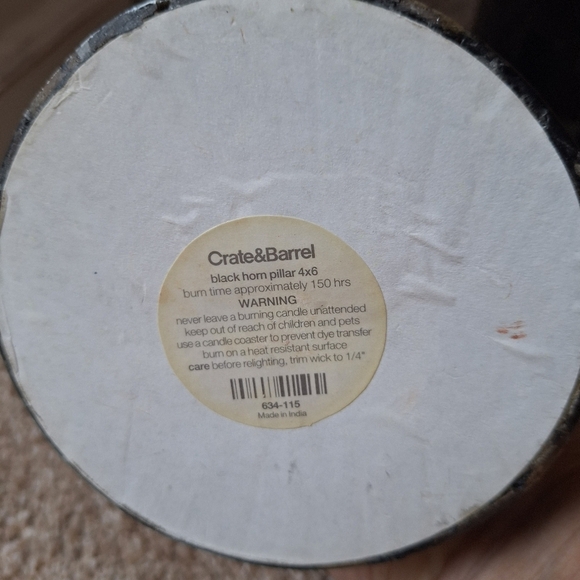 Crate&Barrel
black horn pillar 4x6
burn time approximately 150 hrs
WARNING
never leave a burning candle unattended
keep out of reach of children and pets
use a candle coaster to prevent dye transfer
burn on a heat resistant surface
care before relighting, trim wick to 1/4"
634-115
Made in India